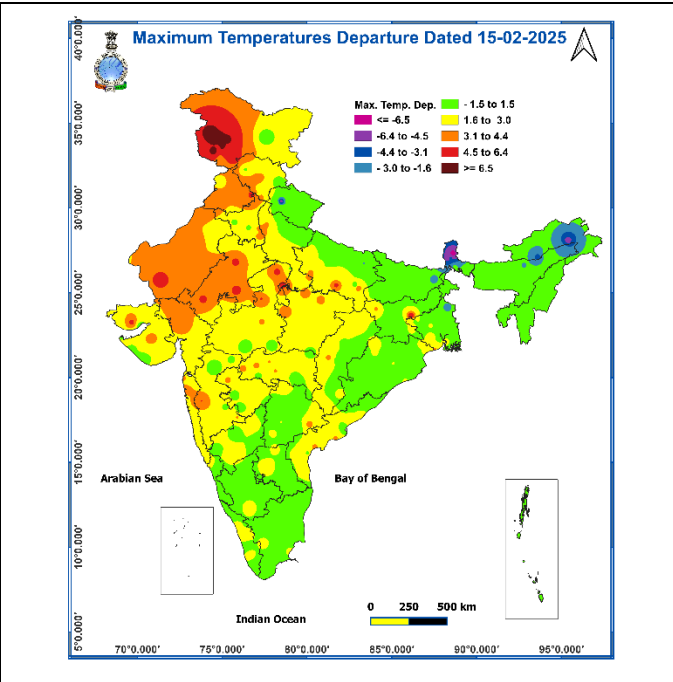 Maximum Temperatures Departure Dated 15-02-2025
Max. Temp. Dep.
<= -6.5
-6.4 to -4.5
-4.4 to -3.1
- 3.0 to -1.6
- 1.5 to 1.5
1.6 to 3.0
3.1 to 4.4
4.5 to 6.4
>= 6.5
40°0.000'
35°0.000'
30°0.000'
25°0.000'
20°0.000'
15°0.000'
10°0.000'
5°0.000'
Arabian Sea
Bay of Bengal
Indian Ocean
0 250 500 km
70°0.000' 75°0.000' 80°0.000' 85°0.000' 90°0.000' 95°0.000'